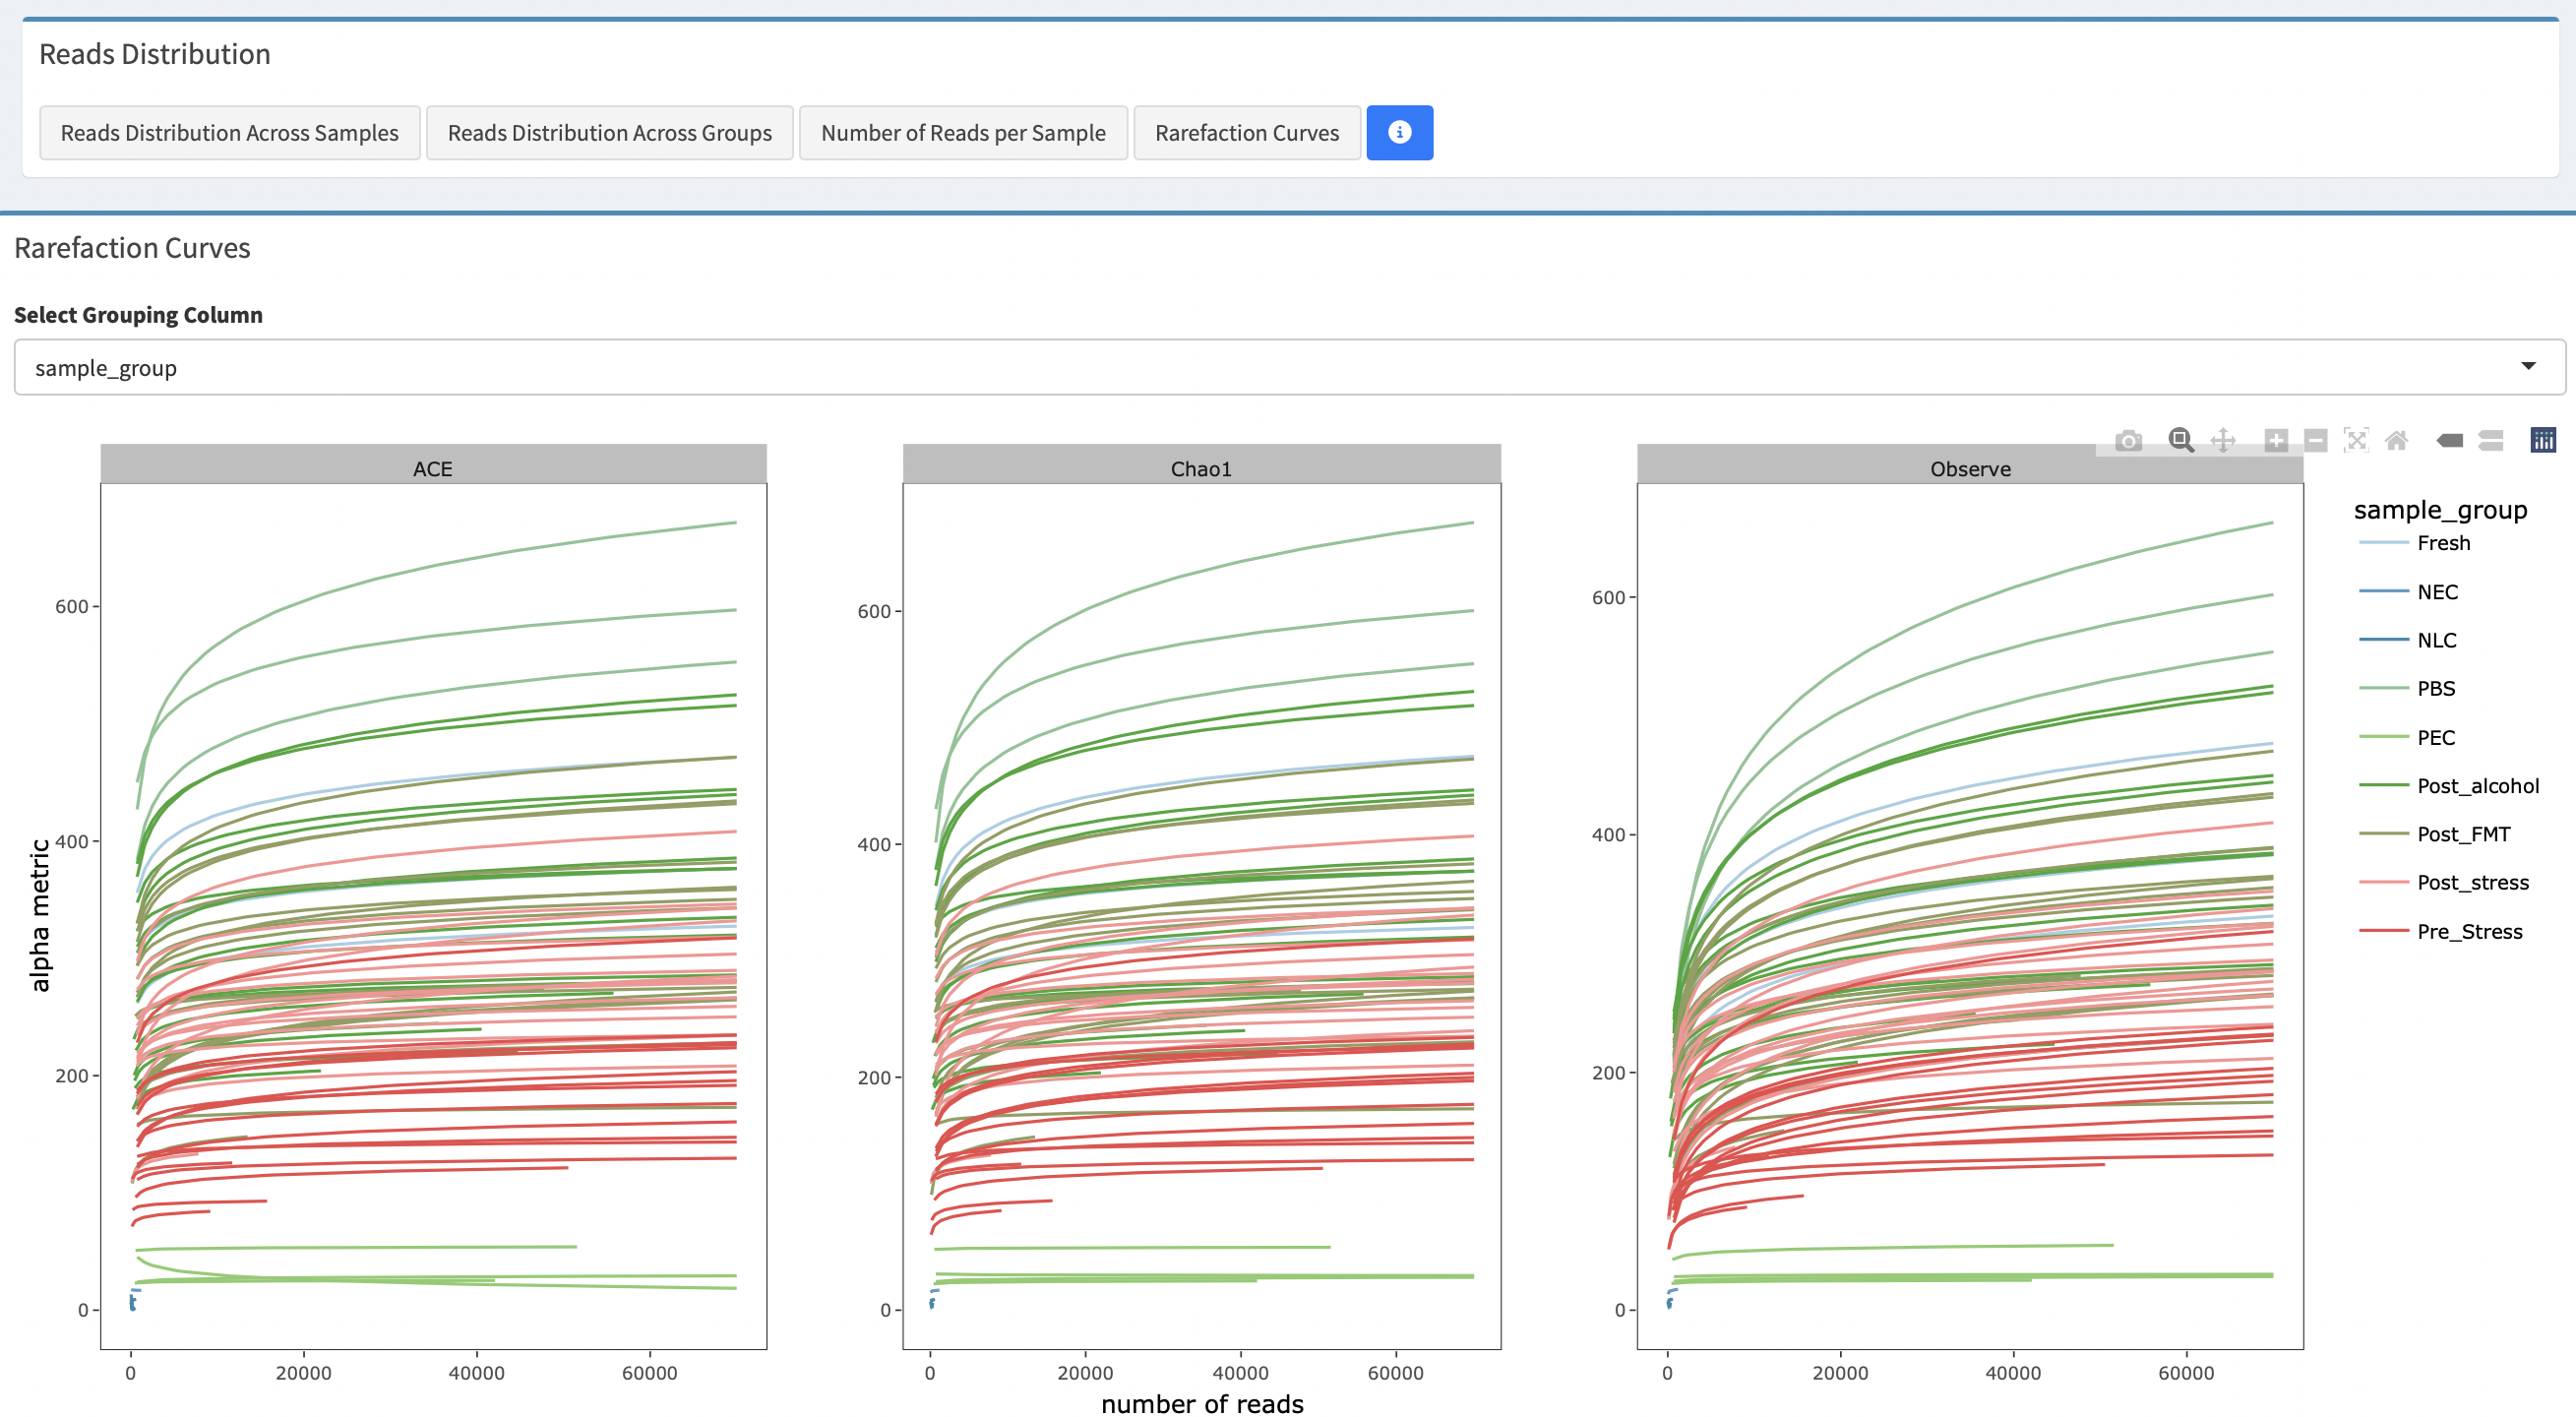 Reads Distribution
Reads Distribution Across Samples Reads Distribution Across Groups Number of Reads per Sample Rarefaction Curves
Rarefaction Curves
Select Grouping Column
sample_group
ACE Chao1 Observe
sample_group
Fresh
NEC
NLC
PBS
PEC
Post_alcohol
Post_FMT
Post_stress
Pre_Stress
alpha metric
600
400
200
0
600
400
200
0
600
400
200
0
0 20000 40000 60000 0 20000 40000 60000 0 20000 40000 60000
number of reads